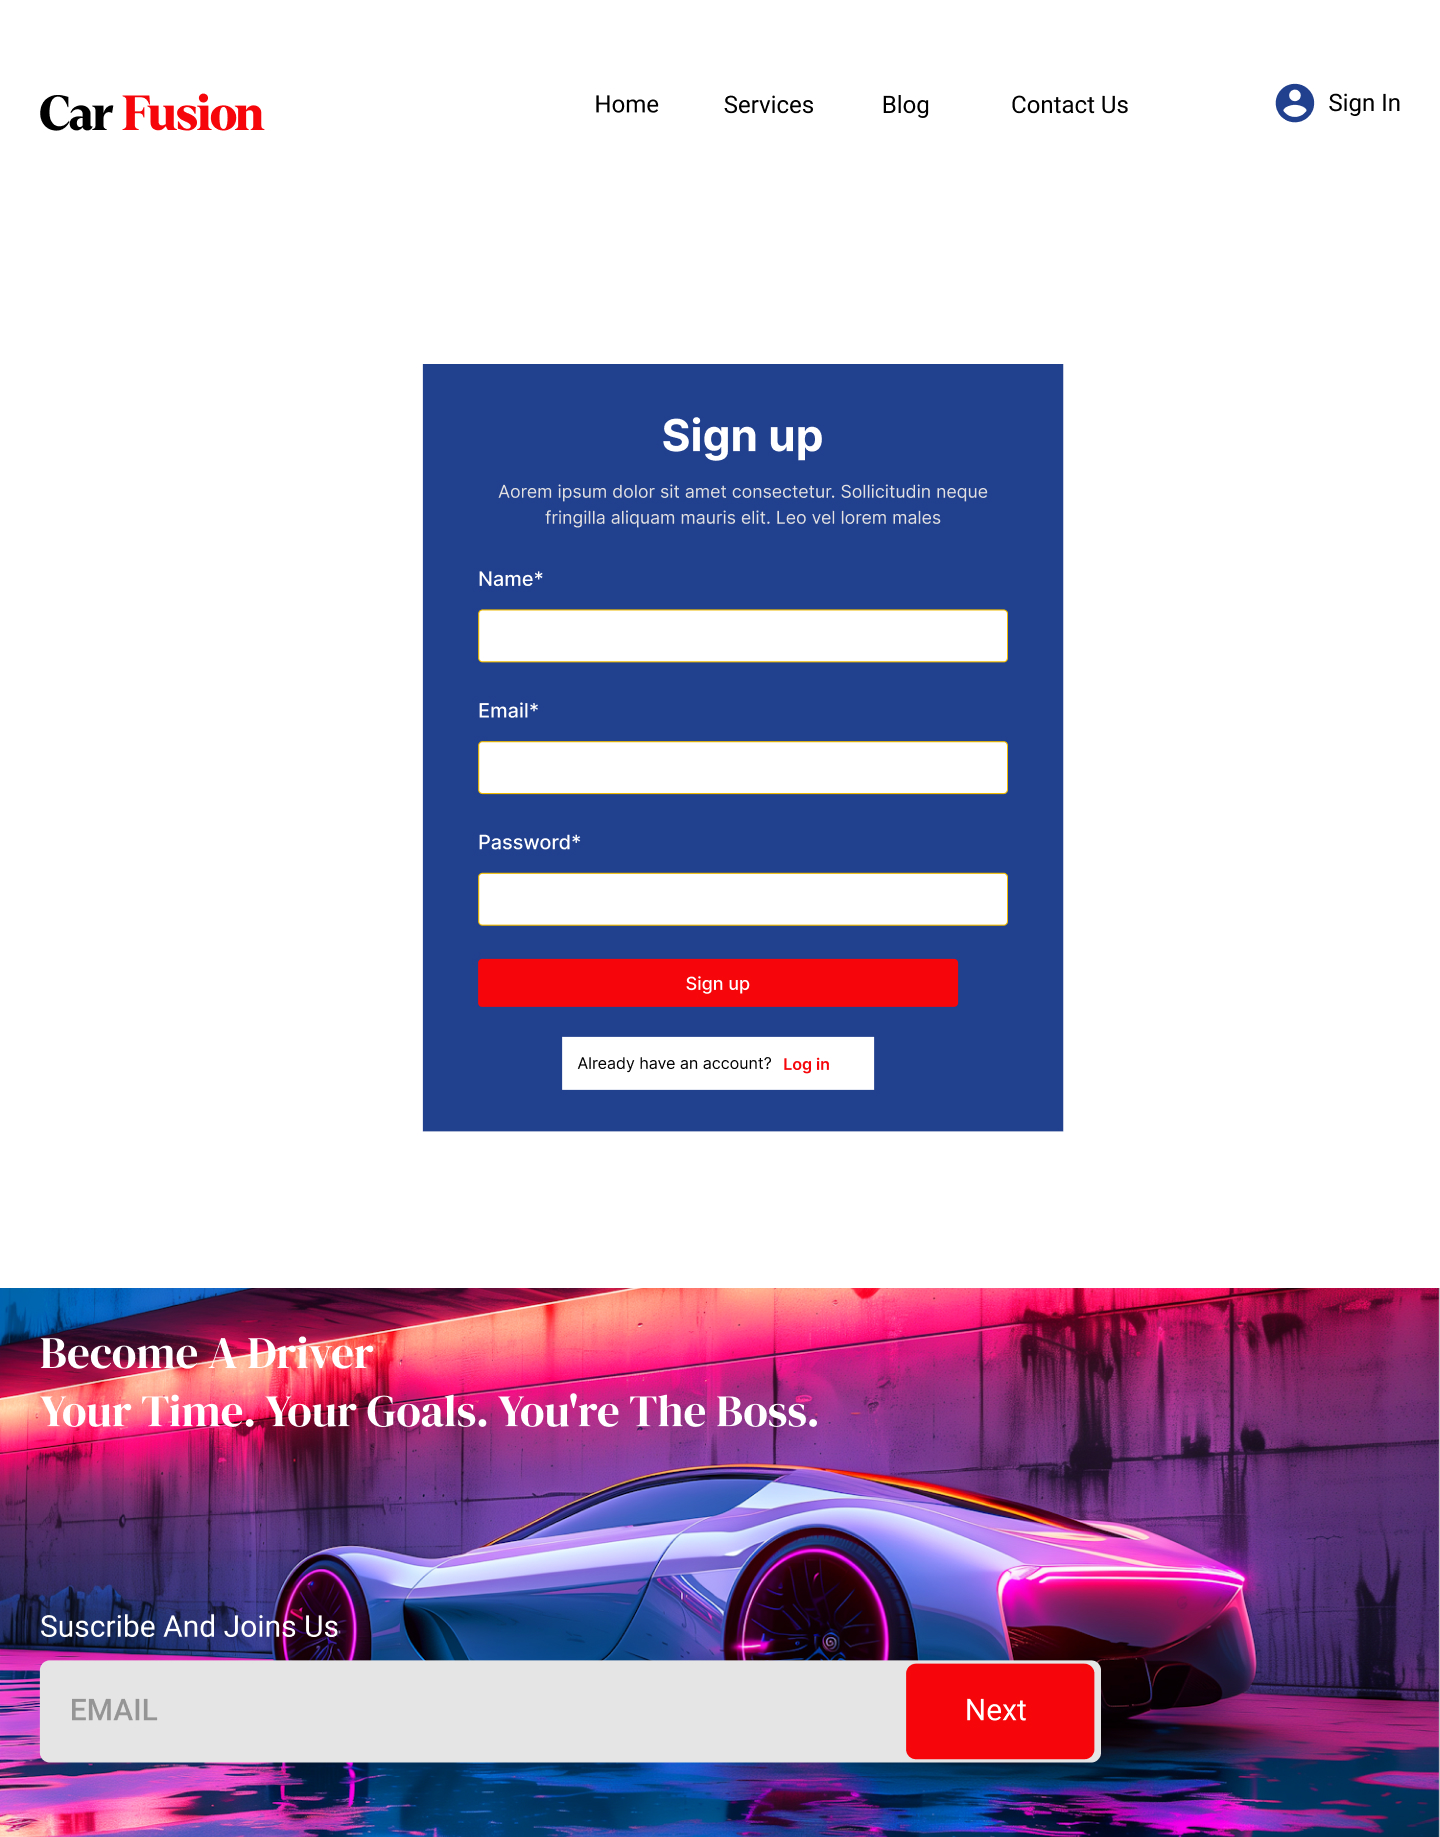 Car Fusion
Home
Services
Blog
Contact Us
Sign In
Sign up
Aorem ipsum dolor sit amet consectetur. Sollicitudin neque
fringilla aliquam mauris elit. Leo vel lorem males
Name*
Email*
Password*
Sign up
Already have an account? Log in
Become A Driver
Your Time. Your Goals. You're The Boss.
Suscribe And Joins Us
EMAIL
Next